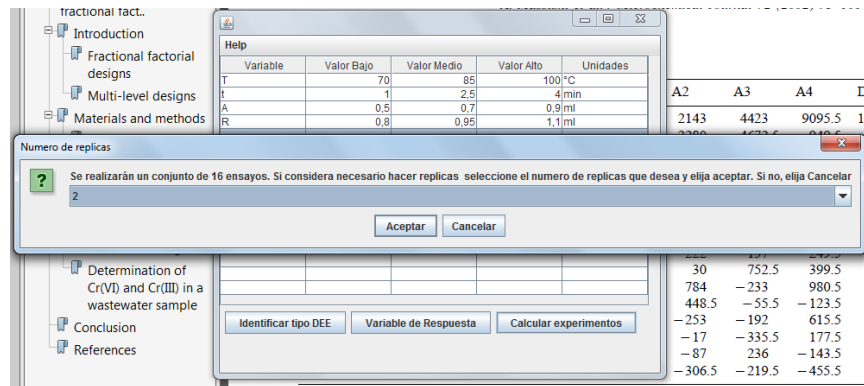 fractional fact..
Introduction
Fractional factorial
designs
Multi-level designs
Materials and methods
Help
Variable Valor Bajo Valor Medio Valor Alto Unidades
T 70 85 100 °C
t 1 2,5 4 min
A 0,5 0,7 0,9 ml
R 0,8 0,95 1,1 ml
A2 A3 A4
2143 4423 9095.5 1
Numero de replicas
Se realizarán un conjunto de 16 ensayos. Si considera necesario hacer replicas seleccione el numero de replicas que desea y elija aceptar. Si no, elija Cancelar
2
Aceptar Cancelar
Determination of
Cr(VI) and Cr(III) in a
wastewater sample
Conclusion
References
Identificar tipo DEE Variable de Respuesta Calcular experimentos
30 752.5 399.5
784 −233 980.5
448.5 −55.5 −123.5
−253 −192 615.5
−17 −335.5 177.5
−87 236 −143.5
−306.5 −219.5 −455.5